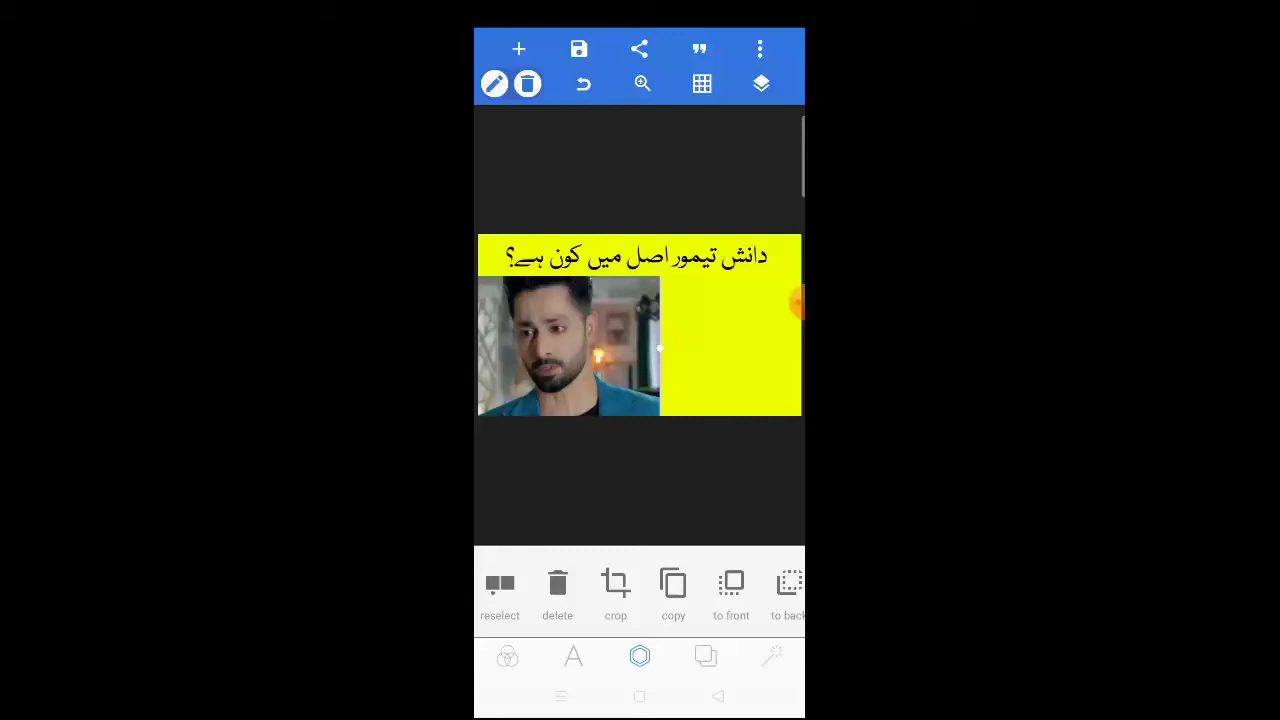 دانش تیمور اصل میں کون ہے؟
reselect
delete
crop
copy
to front
to back